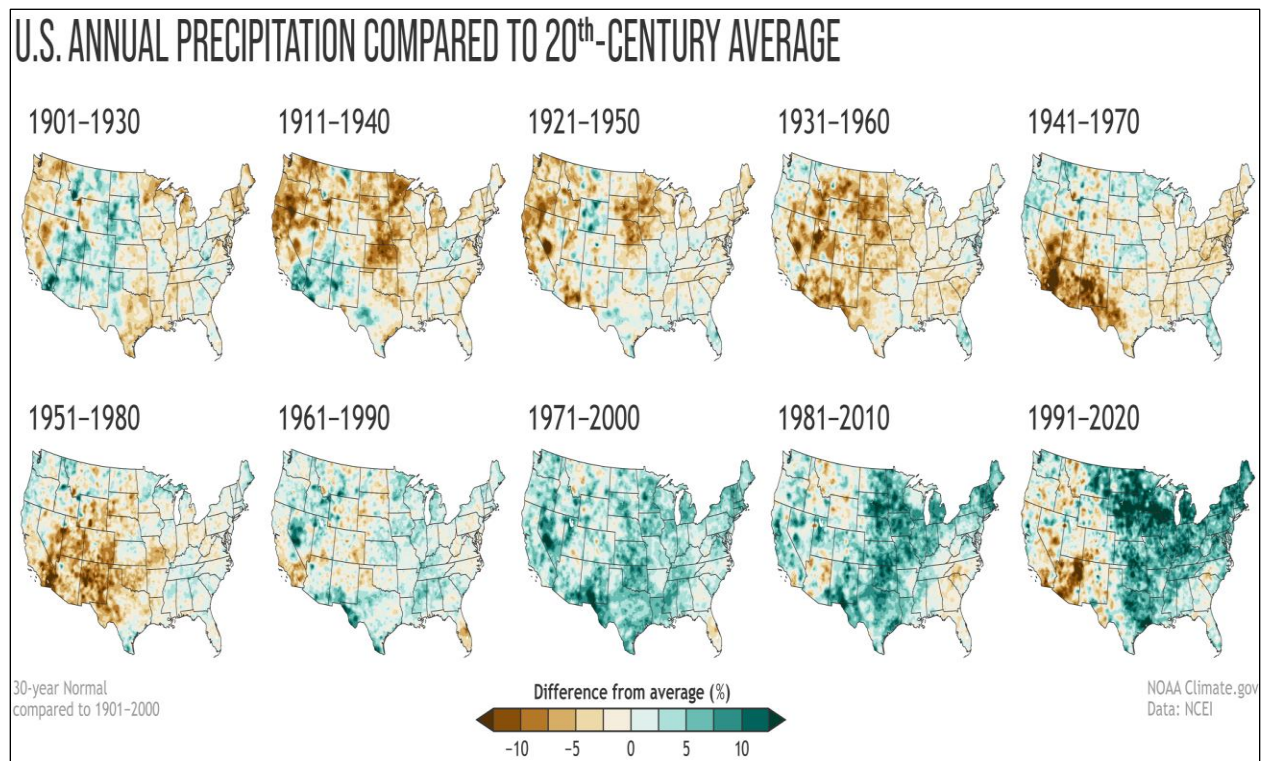 U.S. ANNUAL PRECIPITATION COMPARED TO 20th-CENTURY AVERAGE
1901–1930
1911–1940
1921–1950
1931–1960
1941–1970
1951–1980
1961–1990
1971–2000
1981–2010
1991–2020
30-year Normal
compared to 1901–2000
Difference from average (%)
-10
-5
0
5
10
NOAA Climate.gov
Data: NCEI